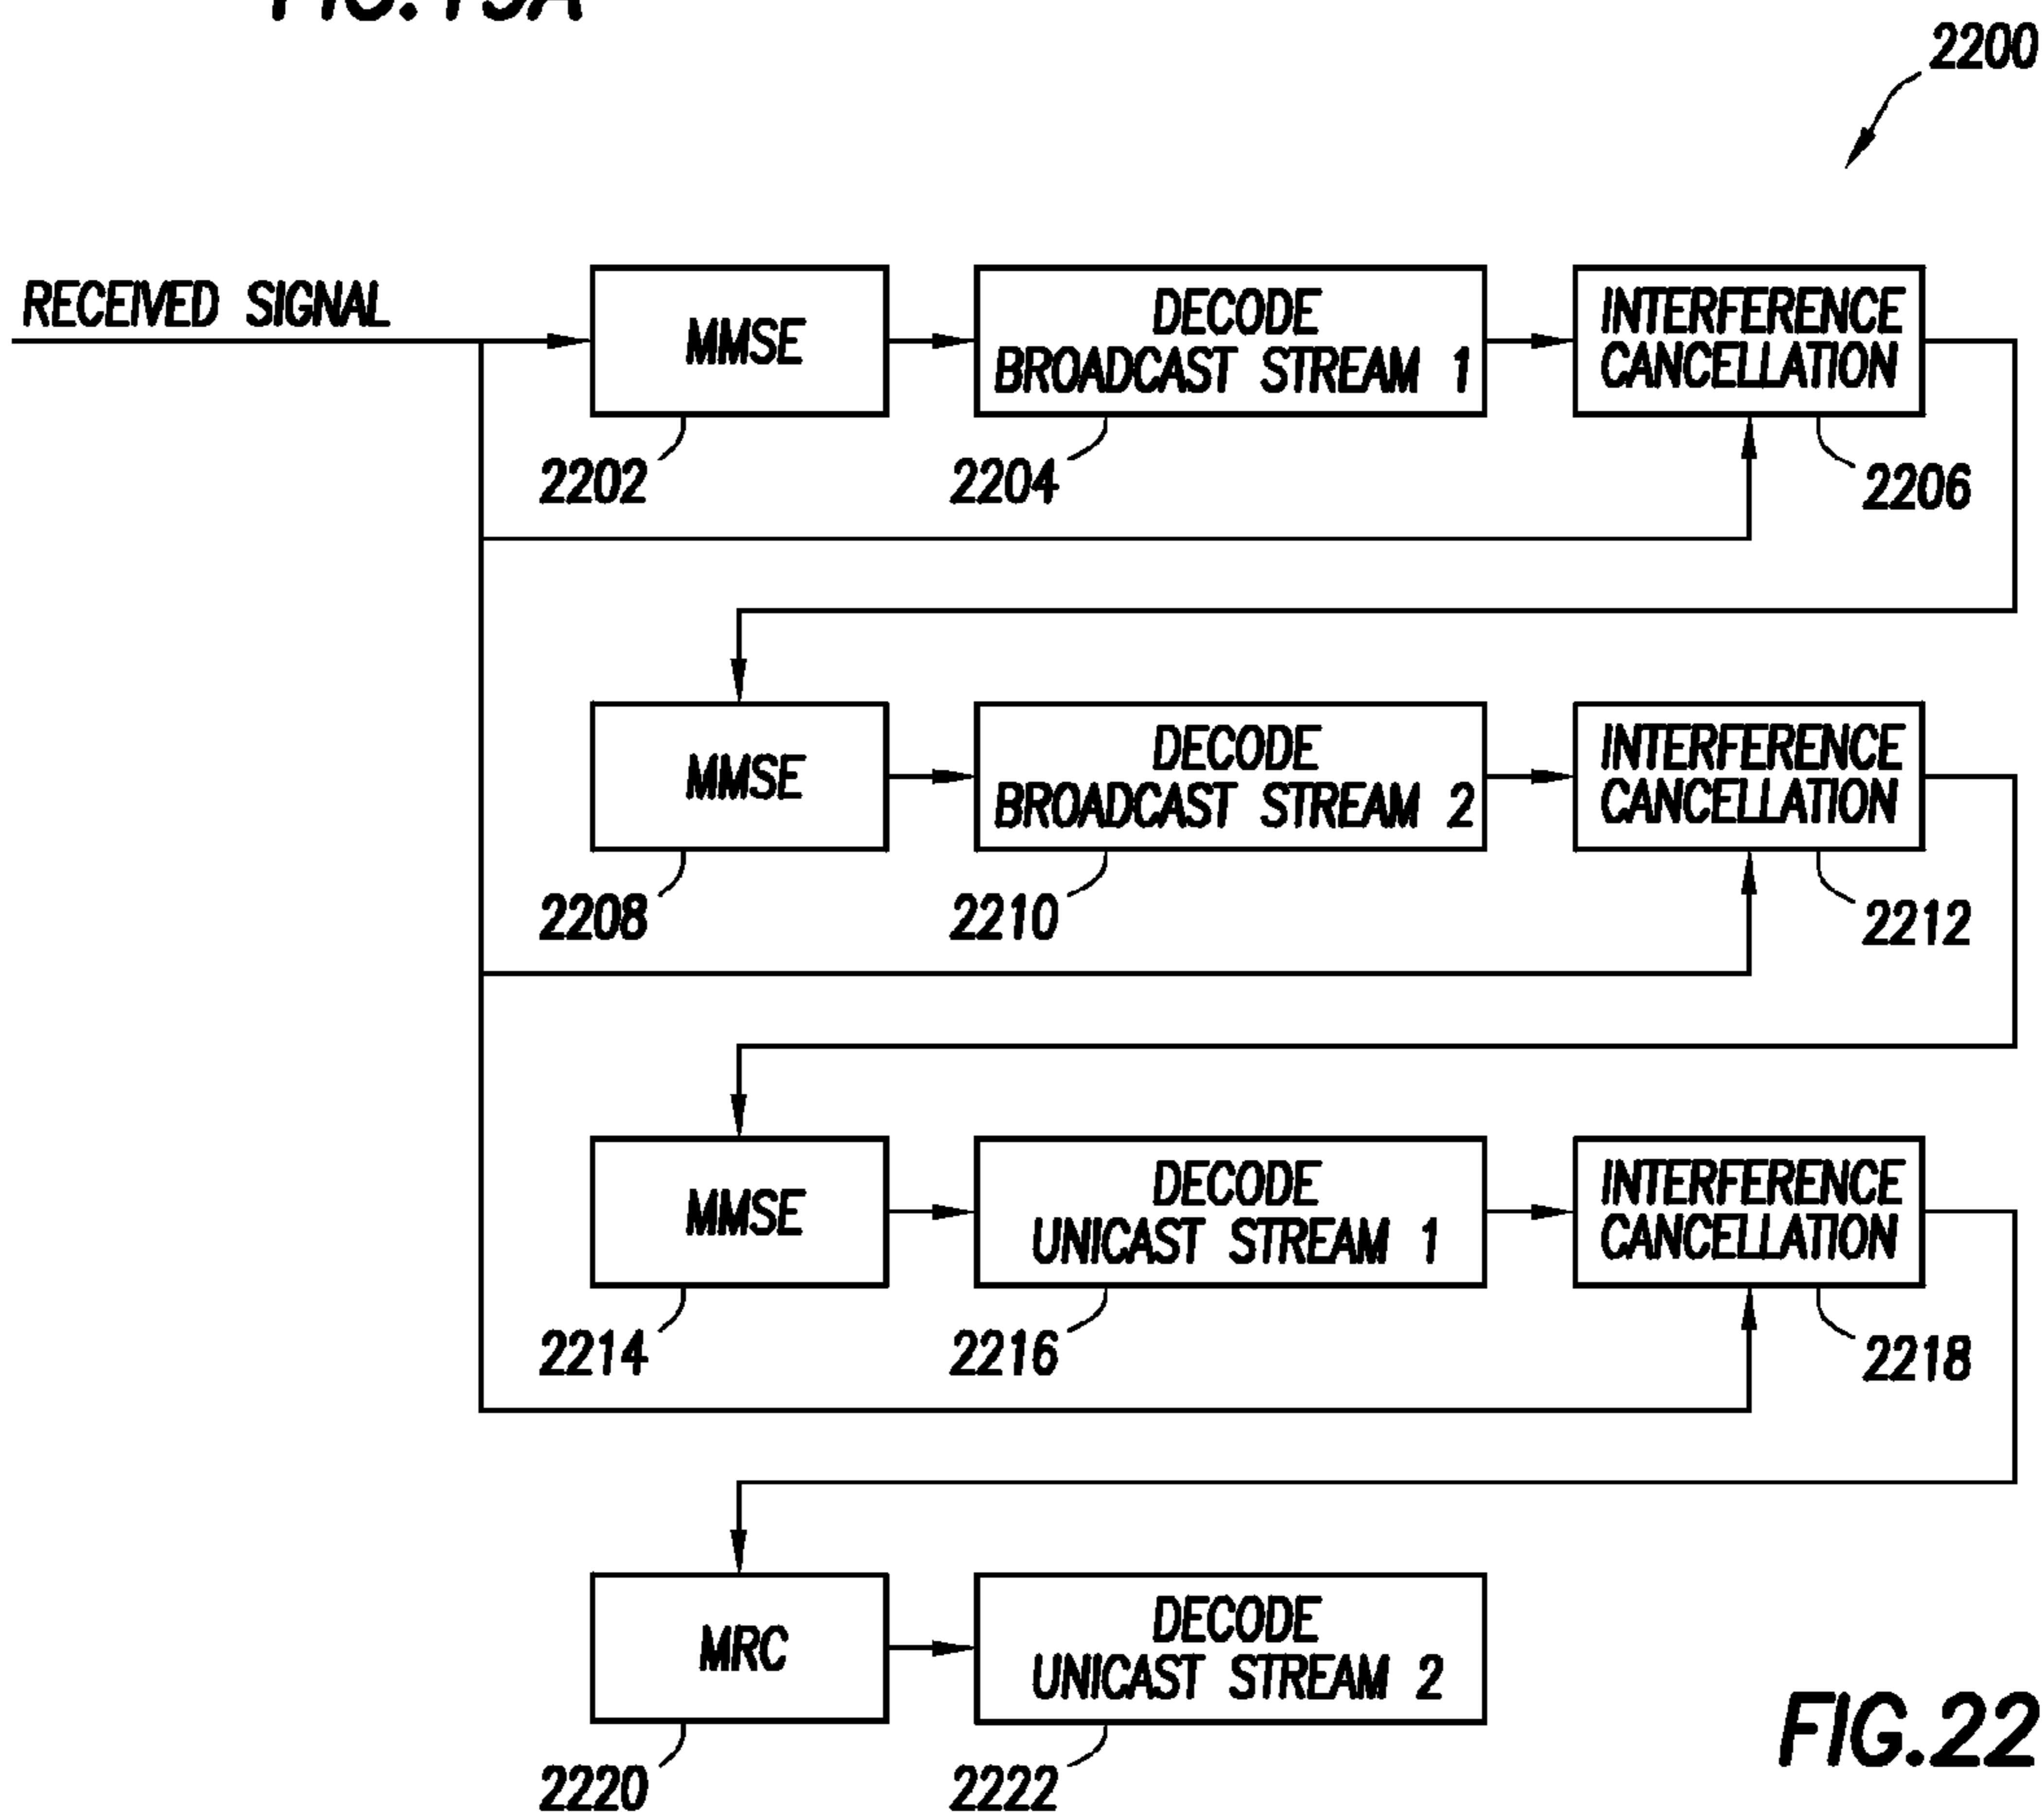 2200
RECEIVED SIGNAL
MMSE
DECODE
BROADCAST STREAM 1
INTERFERENCE
CANCELLATION
2202
2204
2206
MMSE
DECODE
BROADCAST STREAM 2
INTERFERENCE
CANCELLATION
2208
2210
2212
MMSE
DECODE
UNICAST STREAM 1
INTERFERENCE
CANCELLATION
2214
2216
2218
MRC
DECODE
UNICAST STREAM 2
2220
2222
FIG.22